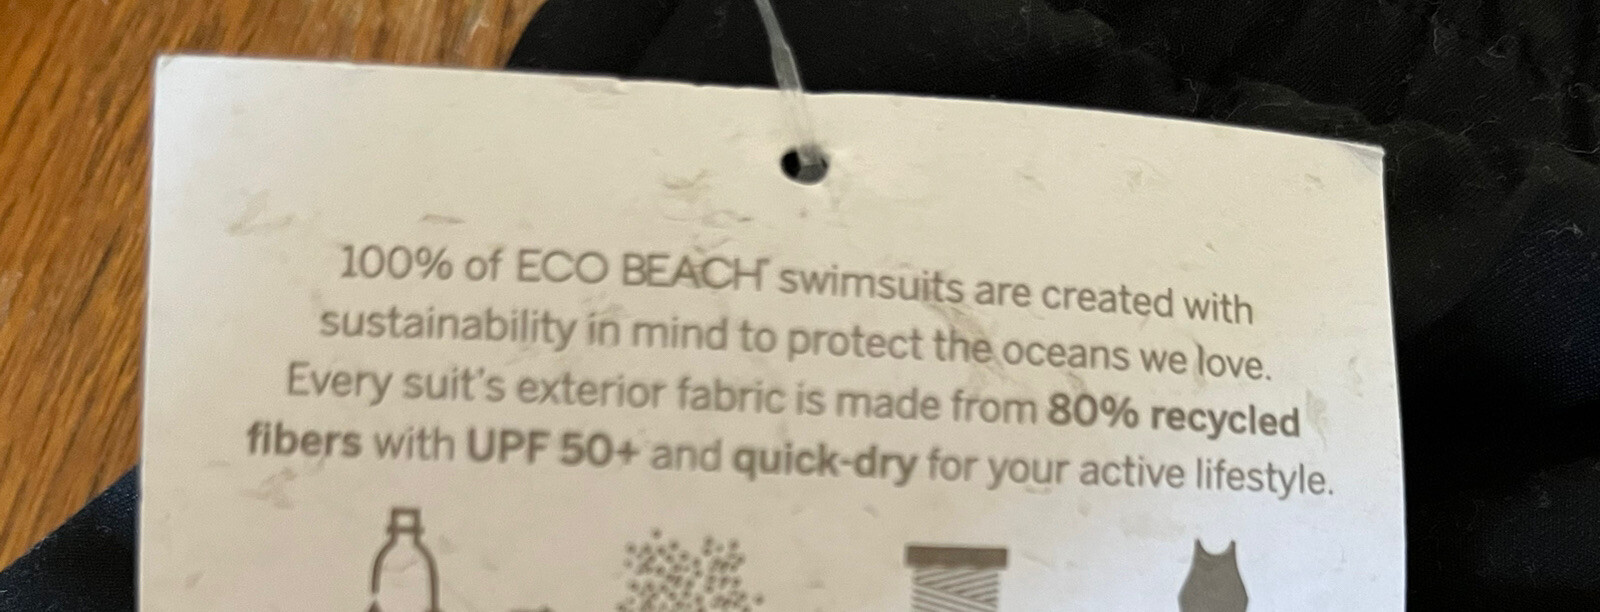 100% of ECO BEACH™ swimsuits are created with
sustainability in mind to protect the oceans we love.
Every suit's exterior fabric is made from 80% recycled
fibers with UPF 50+ and quick-dry for your active lifestyle.